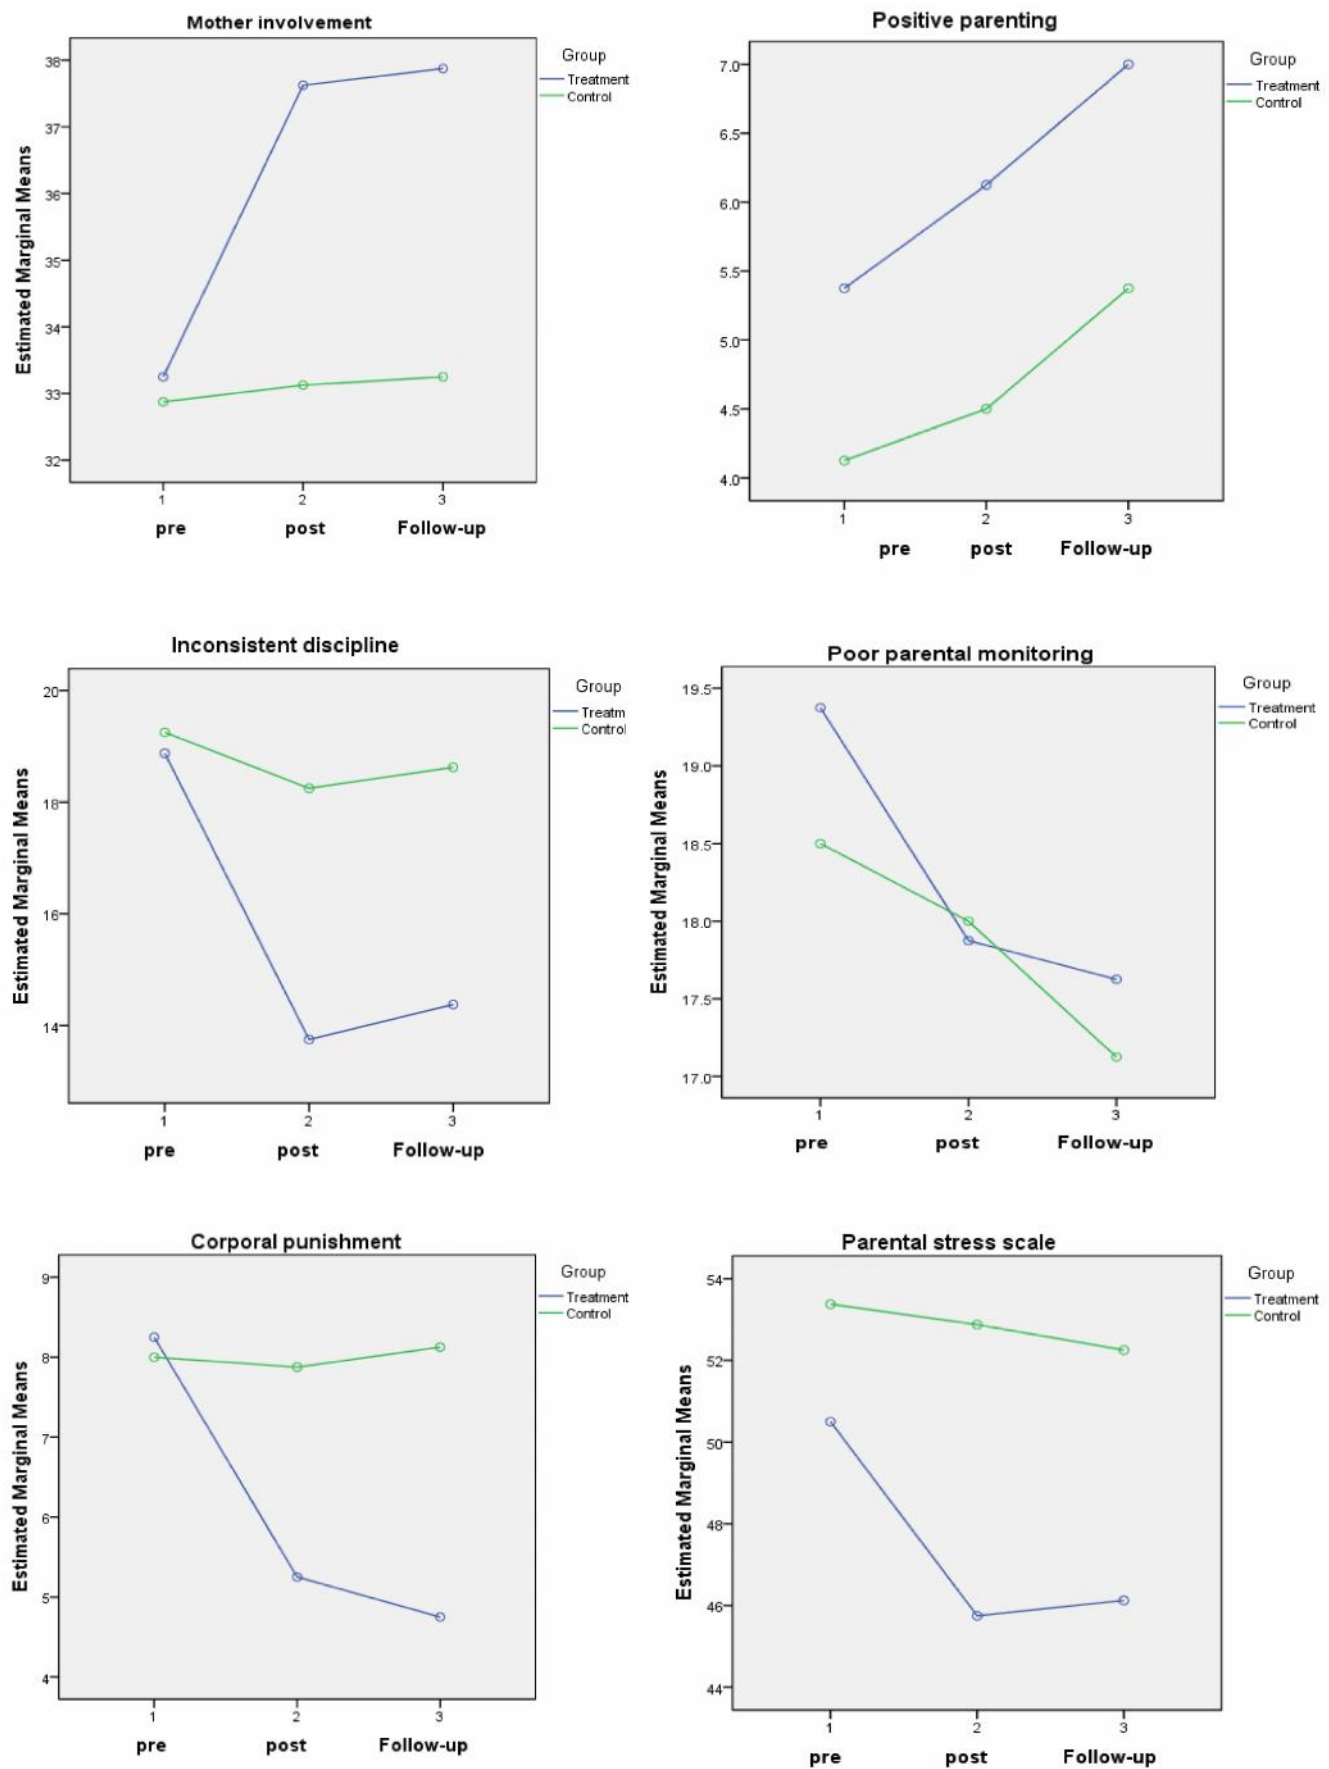 Mother involvement
Group
Treatment
Control
Estimated Marginal Means
38
37
36
35
34
33
32
1 2 3
pre post Follow-up
Positive parenting
Group
Treatment
Control
7.0
6.5
6.0
5.5
5.0
4.5
4.0
1 2 3
pre post Follow-up
Inconsistent discipline
Group
Treatm
Control
Estimated Marginal Means
20
18
16
14
1 2 3
pre post Follow-up
Poor parental monitoring
Group
Treatment
Control
Estimated Marginal Means
19.5
19.0
18.5
18.0
17.5
17.0
1 2 3
pre post Follow-up
Corporal punishment
Group
Treatment
Control
Estimated Marginal Means
9
8
7
6
5
4
1 2 3
pre post Follow-up
Parental stress scale
Group
Treatment
Control
Estimated Marginal Means
54
52
50
48
46
44
1 2 3
pre post Follow-up